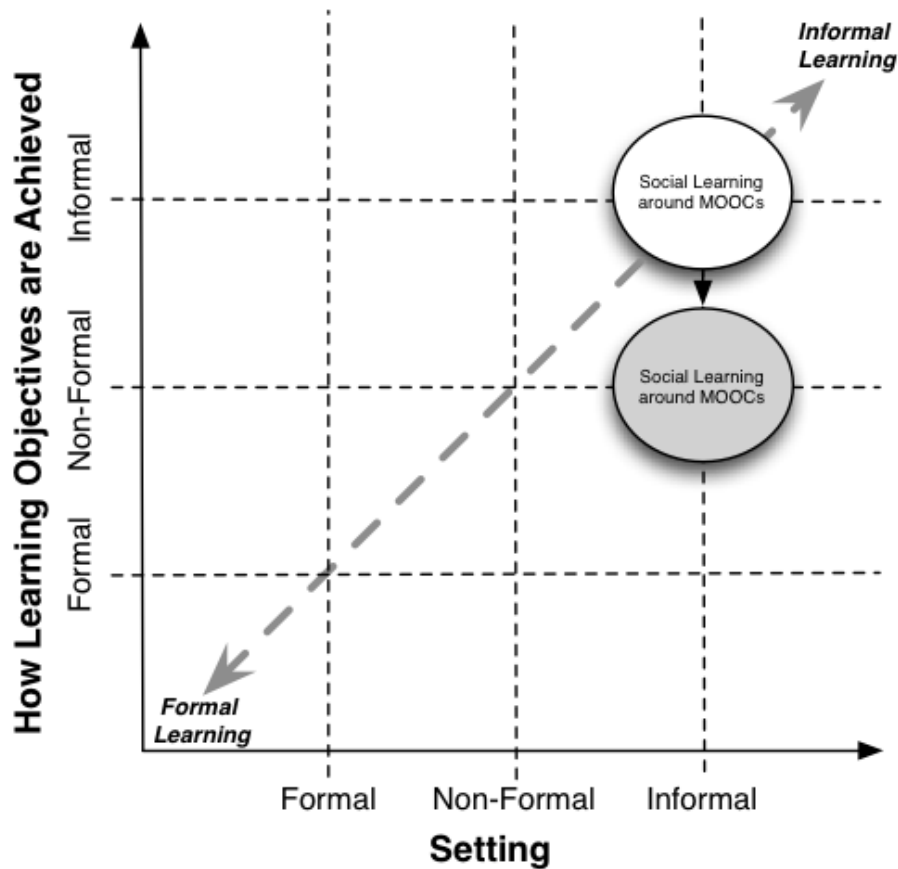 Informal
Learning
How Learning Objectives are Achieved
Informal
Non-Formal
Formal
Social Learning
around MOOCs
Social Learning
around MOOCs
Formal
Learning
Formal
Non-Formal
Informal
Setting